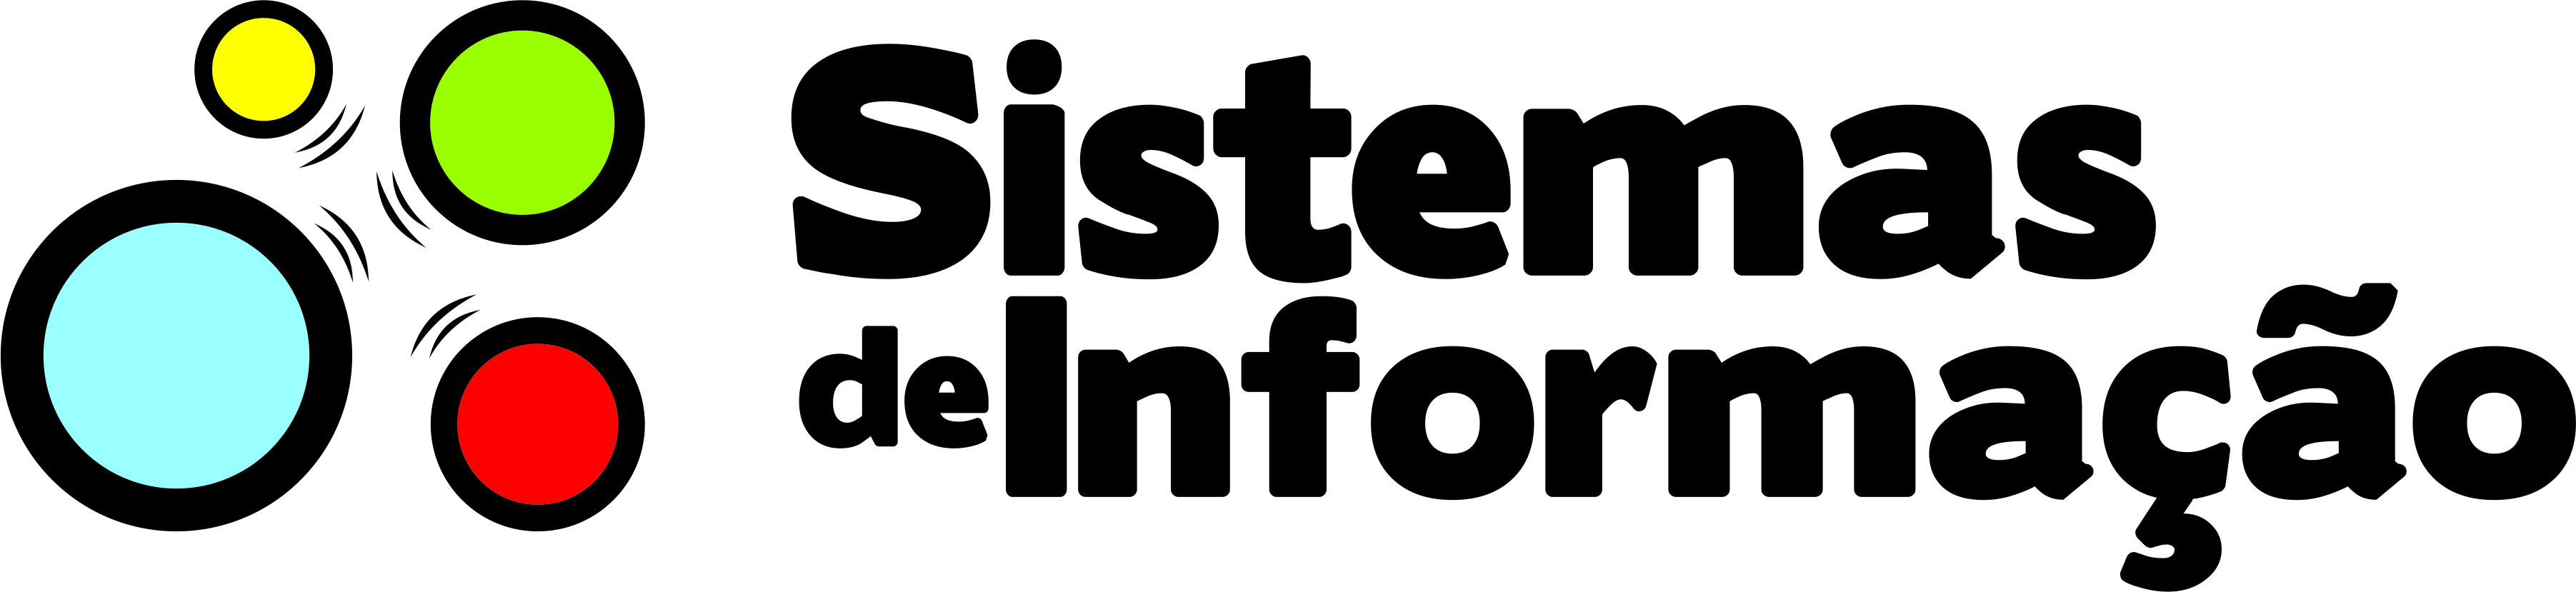 Sistemas
de Informação